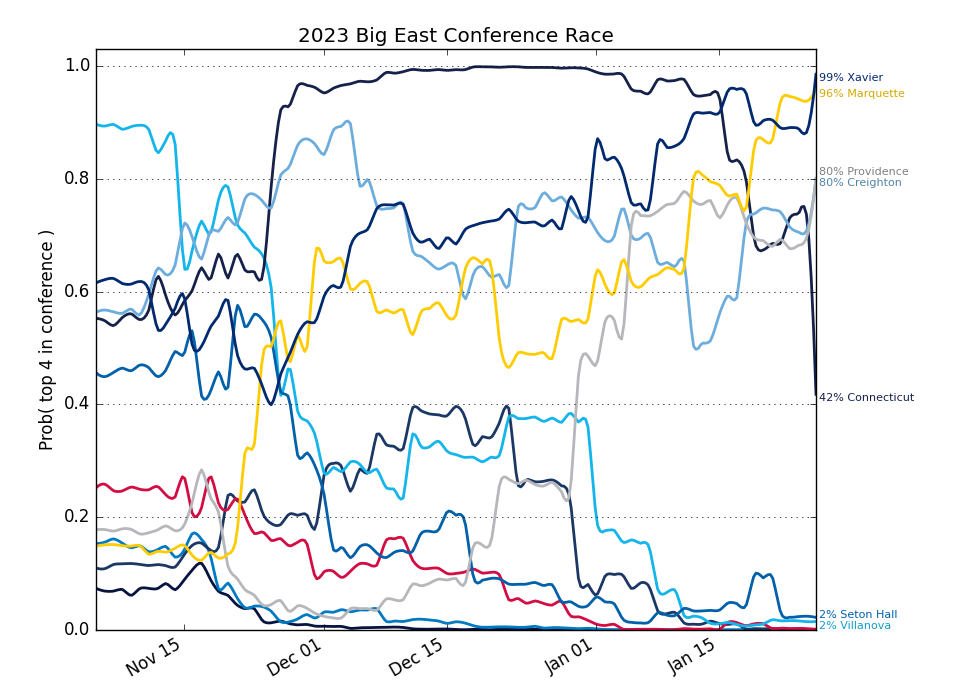 2023 Big East Conference Race
Prob( top 4 in conference )
1.0
0.8
0.6
0.4
0.2
0.0
Nov 15
Dec 01
Dec 15
Jan 01
Jan 15
99% Xavier
96% Marquette
80% Providence
80% Creighton
42% Connecticut
2% Seton Hall
2% Villanova